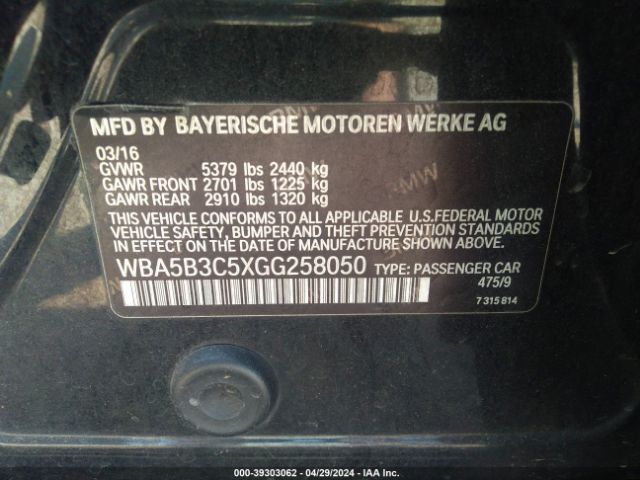 MFD BY BAYERISCHE MOTOREN WERKE AG
03/16
GVWR 5379 lbs 2440 kg
GAWR FRONT 2701 lbs 1225 kg
GAWR REAR 2910 lbs 1320 kg
THIS VEHICLE CONFORMS TO ALL APPLICABLE U.S.FEDERAL MOTOR
VEHICLE SAFETY, BUMPER AND THEFT PREVENTION STANDARDS
IN EFFECT ON THE DATE OF MANUFACTURE SHOWN ABOVE.
WBA5B3C5XGG258050 TYPE: PASSENGER CAR
475/9
7 315 814
000-39303062 - 04/29/2024 - IAA Inc.